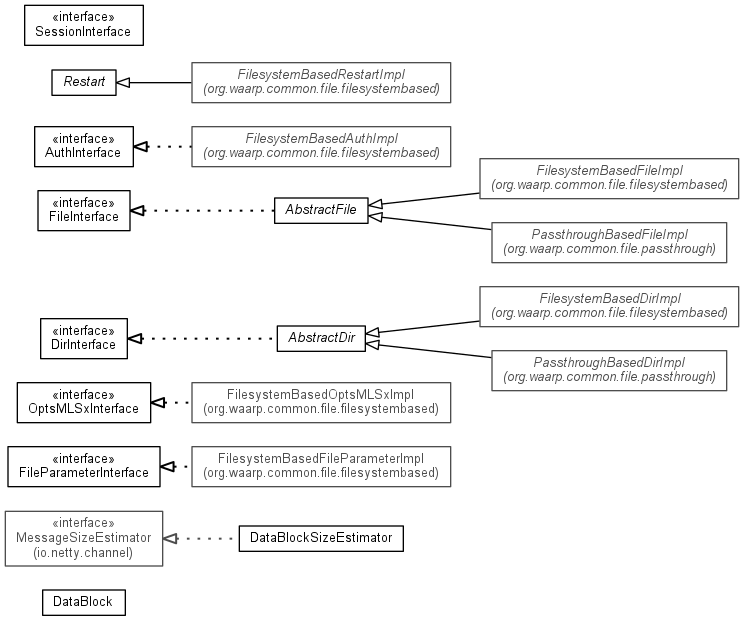 «interface»
SessionInterface
Restart
FilesystemBasedRestartImpl
(org.waarp.common.file.filesystembased)
«interface»
AuthInterface
FilesystemBasedAuthImpl
(org.waarp.common.file.filesystembased)
«interface»
FileInterface
AbstractFile
FilesystemBasedFileImpl
(org.waarp.common.file.filesystembased)
PassthroughBasedFileImpl
(org.waarp.common.file.passthrough)
«interface»
DirInterface
AbstractDir
FilesystemBasedDirImpl
(org.waarp.common.file.filesystembased)
PassthroughBasedDirImpl
(org.waarp.common.file.passthrough)
«interface»
OptsMLSxInterface
FilesystemBasedOptsMLSxImpl
(org.waarp.common.file.filesystembased)
«interface»
FileParameterInterface
FilesystemBasedFileParameterImpl
(org.waarp.common.file.filesystembased)
«interface»
MessageSizeEstimator
(io.netty.channel)
DataBlockSizeEstimator
DataBlock